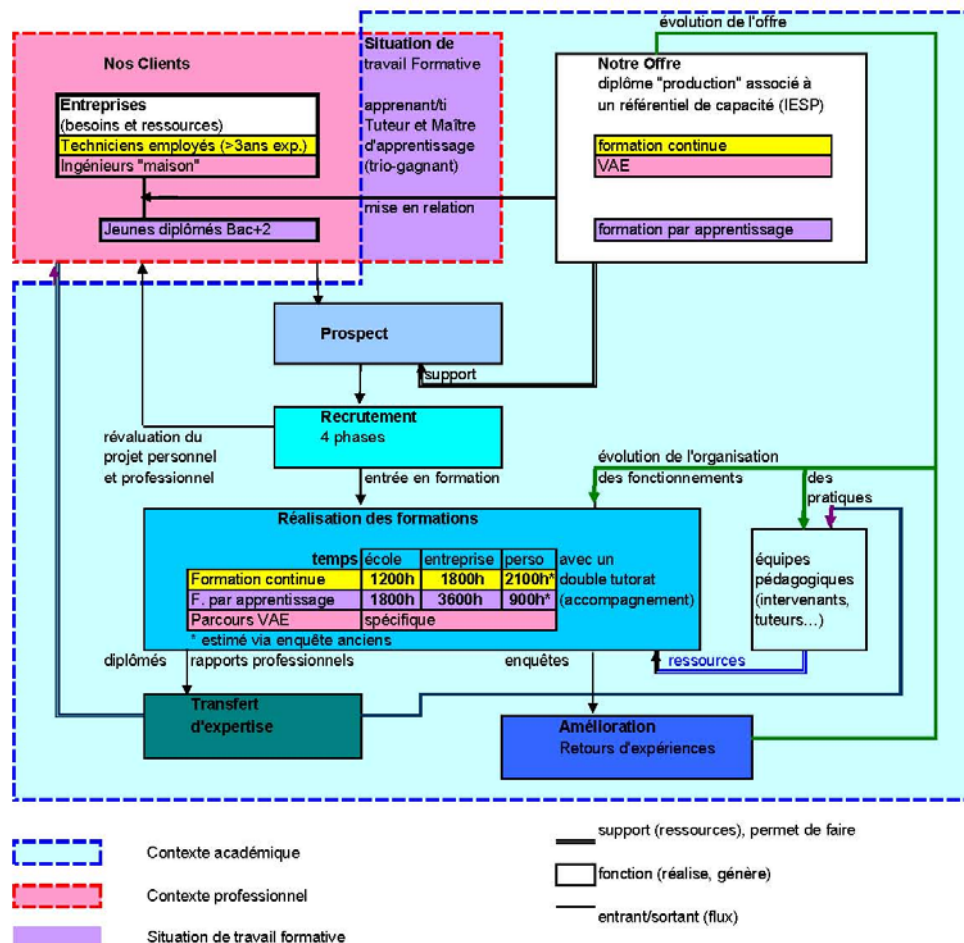 évolution de l'offre
Nos Clients
Entreprises
(besoins et ressources)
Techniciens employés (>3ans exp.)
Ingénieurs "maison"
Jeunes diplômés Bac+2
Situation de
travail Formative
apprenant/ti
Tuteur et Maître
d'apprentissage
(trio-gagnant)
mise en relation
Notre Offre
diplôme "production" associé à
un référentiel de capacité (IESP)
formation continue
VAE
formation par apprentissage
Prospect
support
Recrutement
4 phases
révaluation du
projet personnel
et professionnel
entrée en formation
évolution de l'organisation
des fonctionnements
des
pratiques
Réalisation des formations
temps école entreprise perso
Formation continue 1200h 1800h 2100h*
F. par apprentissage 1800h 3600h 900h*
Parcours VAE spécifique
* estimé via enquête anciens
avec un
double tutorat
(accompagnement)
équipes
pédagogiques
(intervenants,
tuteurs...)
diplômés
rapports professionnels
enquêtes
ressources
Transfert
d'expertise
Amélioration
Retours d'expériences
Contexte académique
Contexte professionnel
Situation de travail formative
support (ressources), permet de faire
fonction (réalise, génère)
entrant/sortant (flux)